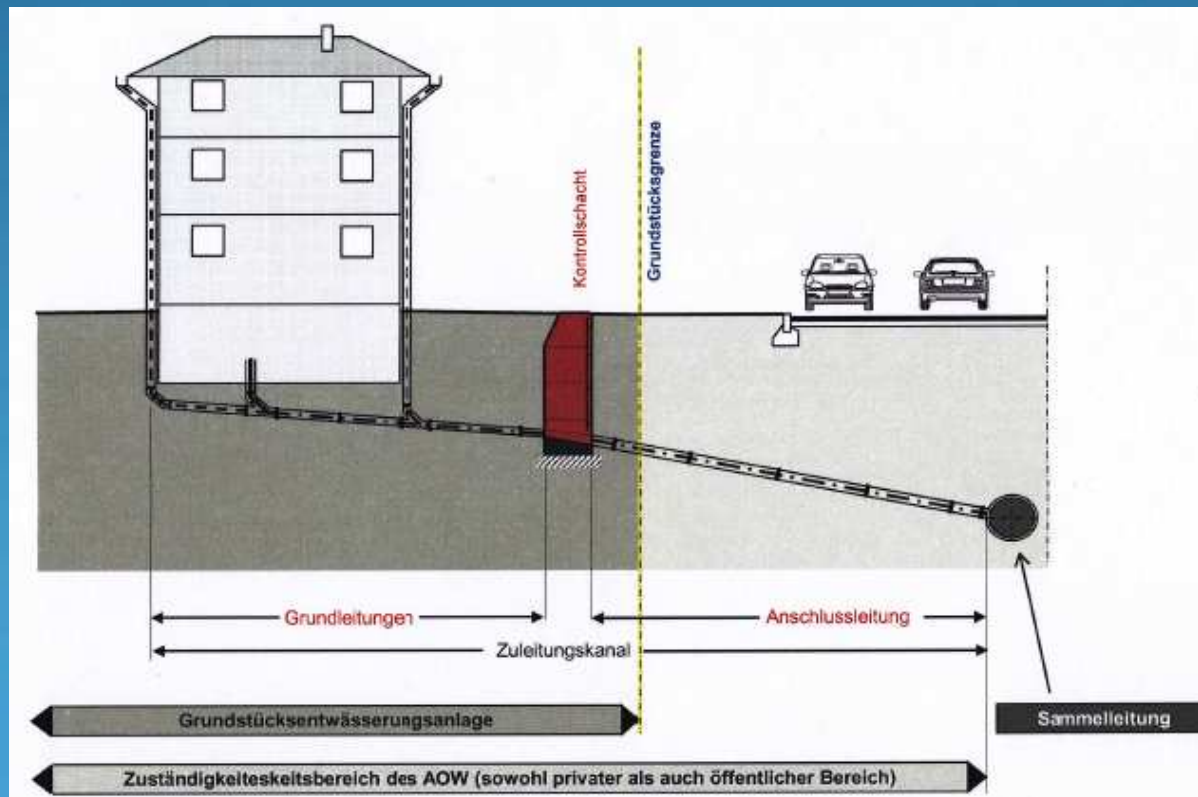 Kontrollschacht
Grundstücksgrenze
Grundleitungen
Anschlussleitung
Zuleitungskanal
Grundstücksentwässerungsanlage
Sammelleitung
Zuständigkeiteskeitsbereich des AOW (sowohl privater als auch öffentlicher Bereich)